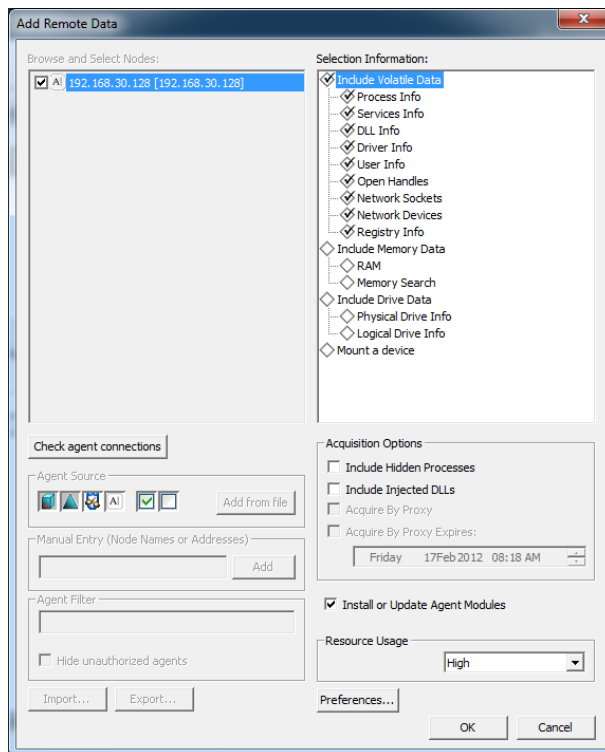 Add Remote Data
Browse and Select Nodes:
192.168.30.128 [192.168.30.128]
Check agent connections
Agent Source
A
Add from file
Manual Entry (Node Names or Addresses)
Add
Agent Filter
Hide unauthorized agents
Import...
Export...
Selection Information:
Include Volatile Data
Process Info
Services Info
DLL Info
Driver Info
User Info
Open Handles
Network Sockets
Network Devices
Registry Info
Include Memory Data
RAM
Memory Search
Include Drive Data
Physical Drive Info
Logical Drive Info
Mount a device
Acquisition Options
Include Hidden Processes
Include Injected DLLs
Acquire By Proxy
Acquire By Proxy Expires:
Friday 17Feb2012 08:18 AM
Install or Update Agent Modules
Resource Usage
High
Preferences...
OK
Cancel